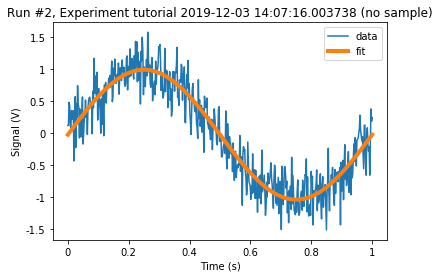 Run #2, Experiment tutorial 2019-12-03 14:07:16.003738 (no sample)
data
fit
1.5
1.0
0.5
0
-0.5
-1.0
-1.5
Signal (V)
0 0.2 0.4 0.6 0.8 1
Time (s)